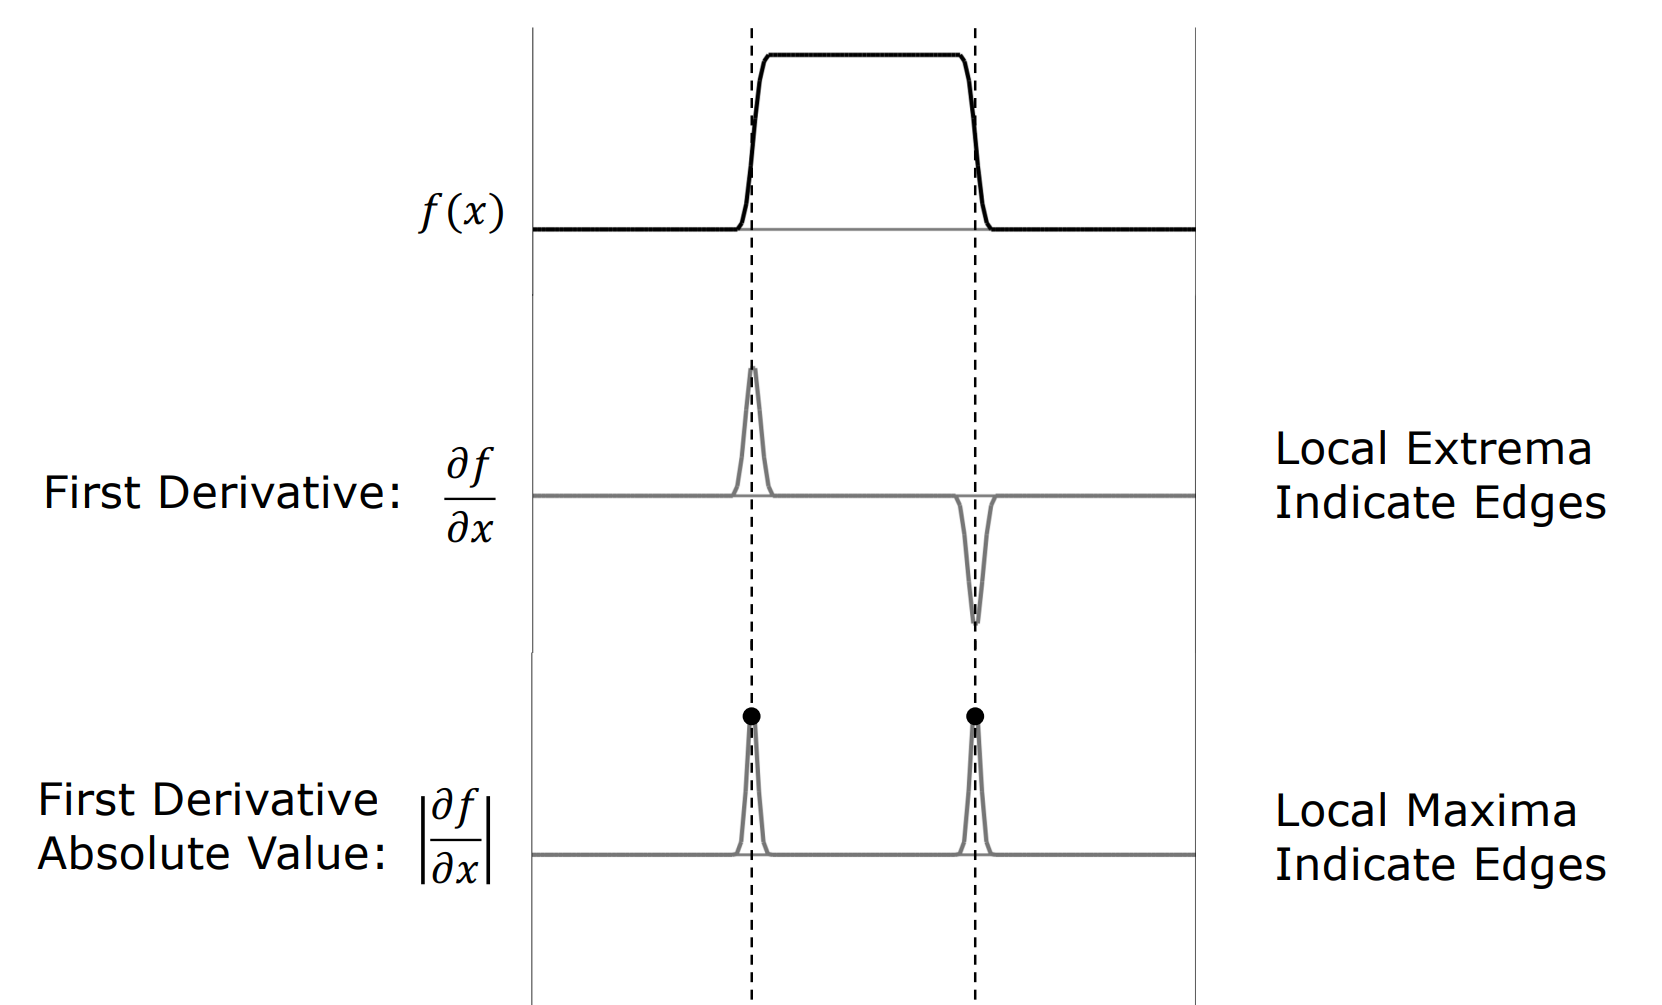 f(x)
First Derivative: ∂f/∂x
Local Extrema
Indicate Edges
First Derivative
Absolute Value: |∂f/∂x|
Local Maxima
Indicate Edges